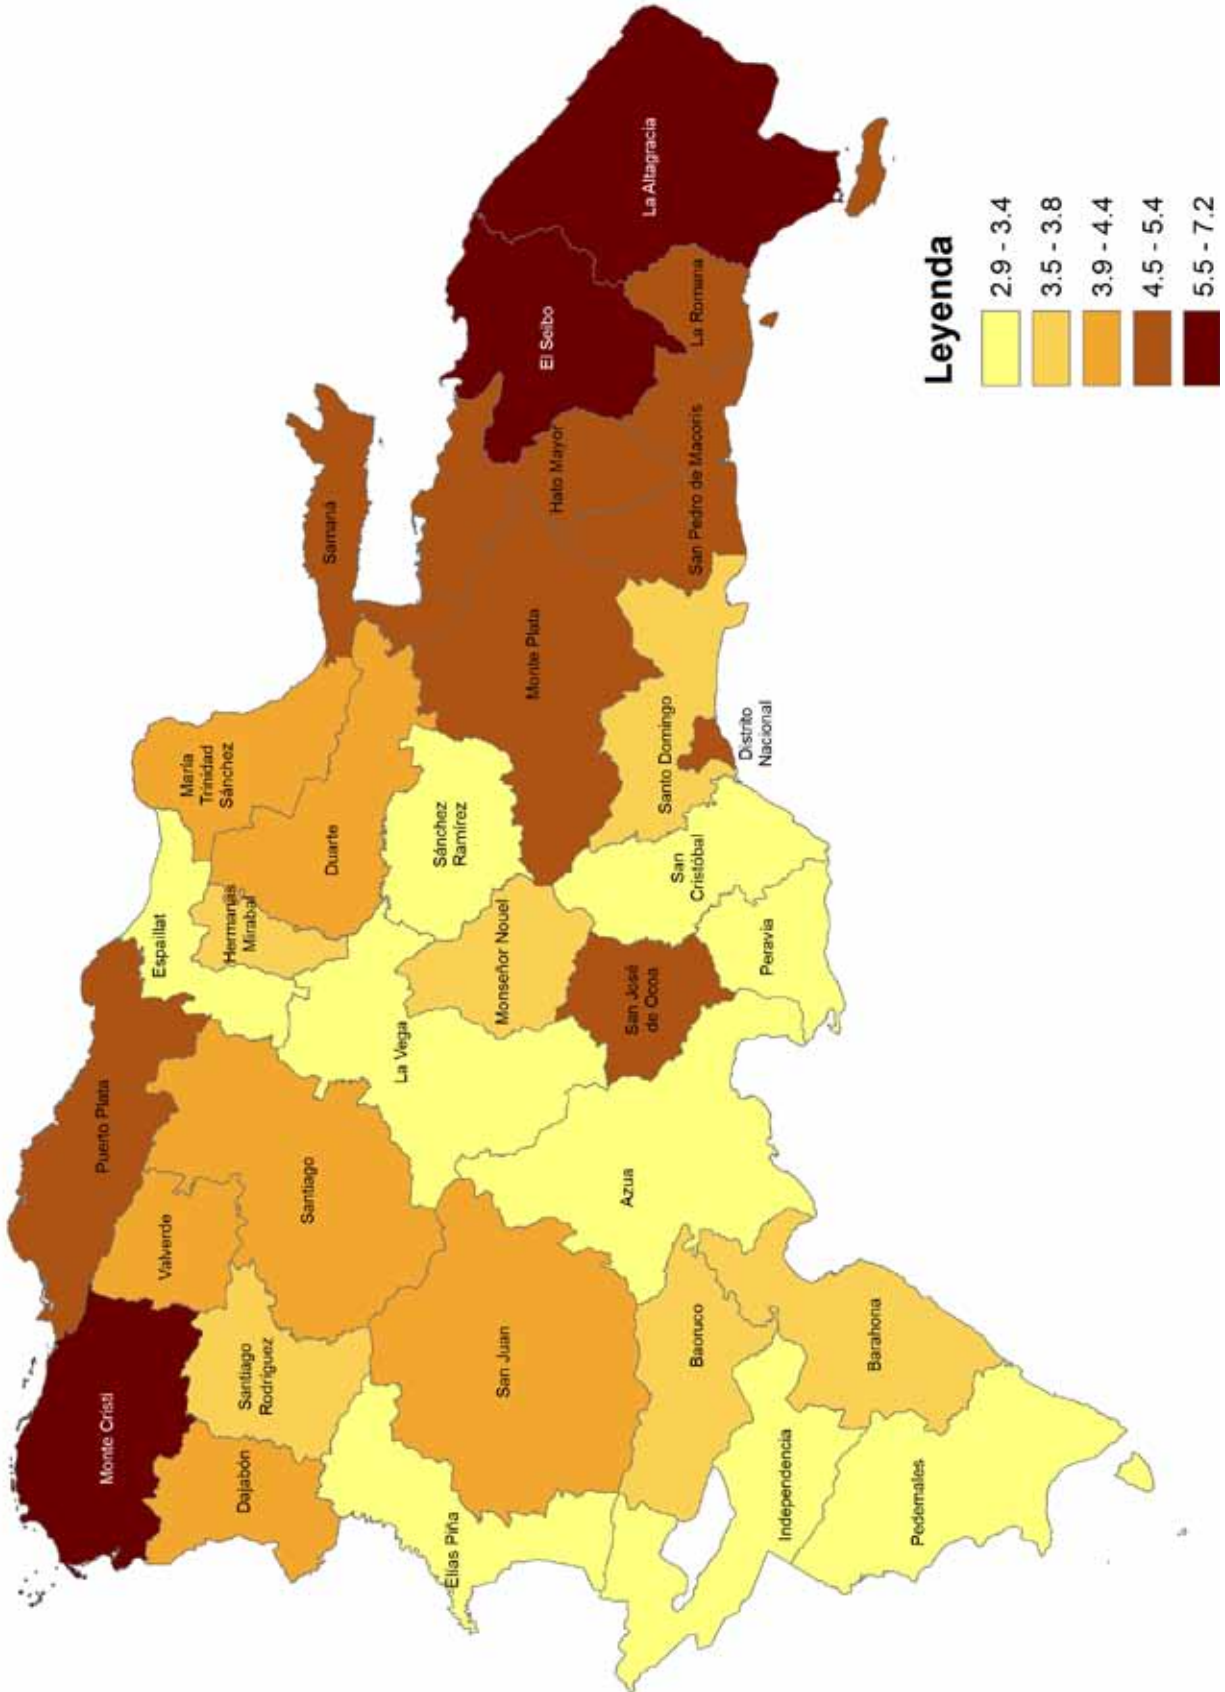 Monte Cristi
Puerto Plata
Valverde
Dajabón
Santiago
Rodríguez
Santiago
Espaillat
Hermanas
Mirabal
María
Trinidad
Sánchez
Duarte
Samaná
Elías Piña
San Juan
La Vega
Monseñor Nouel
Sánchez
Ramírez
Monte Plata
Hato Mayor
El Seibo
La Altagracia
La Romana
San Pedro de Macorís
Santo Domingo
Distrito
Nacional
San
Cristóbal
Peravia
San José
de Ocoa
Azua
Baoruco
Barahona
Independencia
Pedernales
Leyenda
2.9 - 3.4
3.5 - 3.8
3.9 - 4.4
4.5 - 5.4
5.5 - 7.2